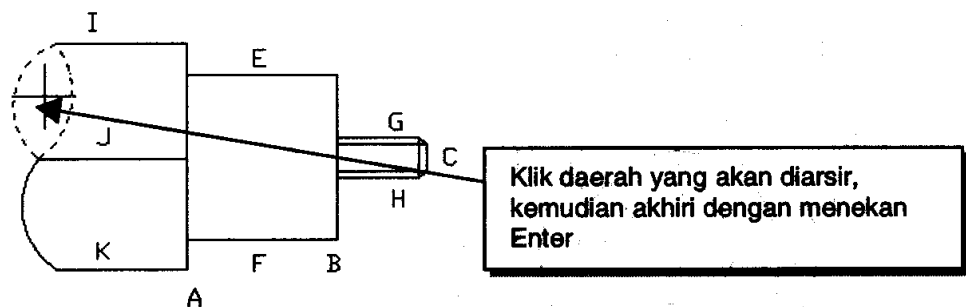 I
E
G
J
C
H
Klik daerah yang akan diarsir,
kemudian akhiri dengan menekan
Enter
K
F
B
A